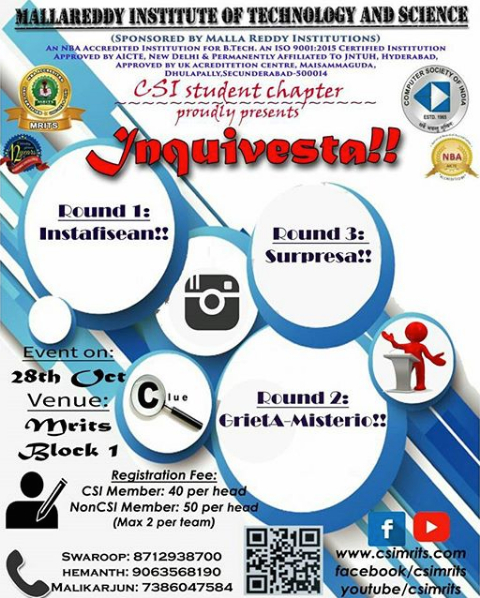 MALLAREDDY INSTITUTE OF TECHNOLOGY AND SCIENCE
(SPONSORED BY MALLA REDDY INSTITUTIONS)
AN NBA ACCREDITED INSTITUTION FOR B.TECH. AN ISO 9001:2015 CERTIFIED INSTITUTION
APPROVED BY AICTE, NEW DELHI & PERMANENTLY AFFILIATED TO JNTUH, HYDERABAD,
APPROVED BY UK ACREDITETION CENTRE, MAISAMMAGUDA,
DHULAPALLY,SECUNDERABAD-500014
CSI student chapter
proudly presents
MRITS
COMPUTER SOCIETY OF INDIA
ESTD. 1965
12
NBA
Inquivesta!!
Round 1:
Instafisean!!
Round 3:
Surpresa!!
Event on:
28th Oct
Venue:
Mrits
Block 1
Clue
Round 2:
GrietA-Misterio!!
Registration Fee:
CSI Member: 40 per head
NonCSI Member: 50 per head
(Max 2 per team)
SWAROOP: 8712938700
HEMANTH: 9063568190
MALIKARJUN: 7386047584
www.csimrits.com
facebook/csimrits
youtube/csimrits